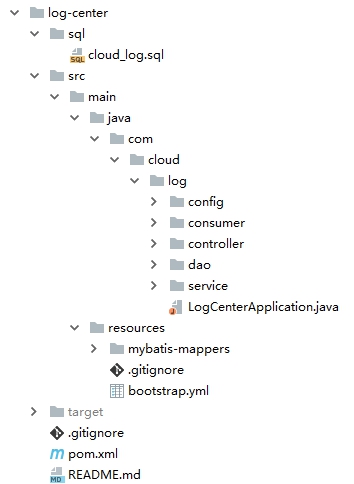 log-center
sql
SQL cloud_log.sql
src
main
java
com
cloud
log
config
consumer
controller
dao
service
LogCenterApplication.java
resources
mybatis-mappers
.gitignore
bootstrap.yml
target
.gitignore
m pom.xml
MD README.md